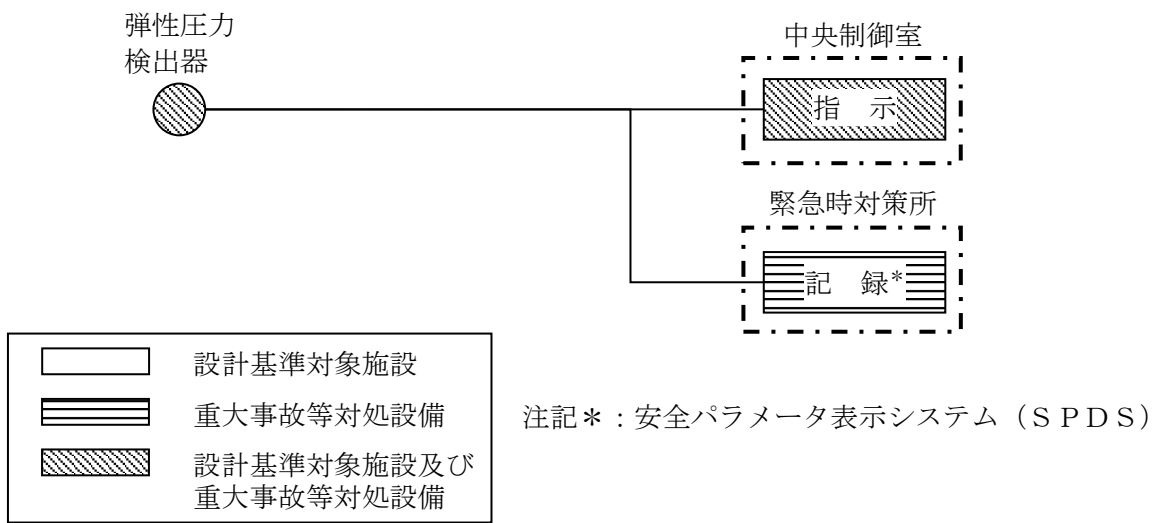 弾性圧力
検出器
中央制御室
指　示
緊急時対策所
記　録*
設計基準対象施設
重大事故等対処設備
設計基準対象施設及び
重大事故等対処設備
注記＊：安全パラメータ表示システム（ＳＰＤＳ）